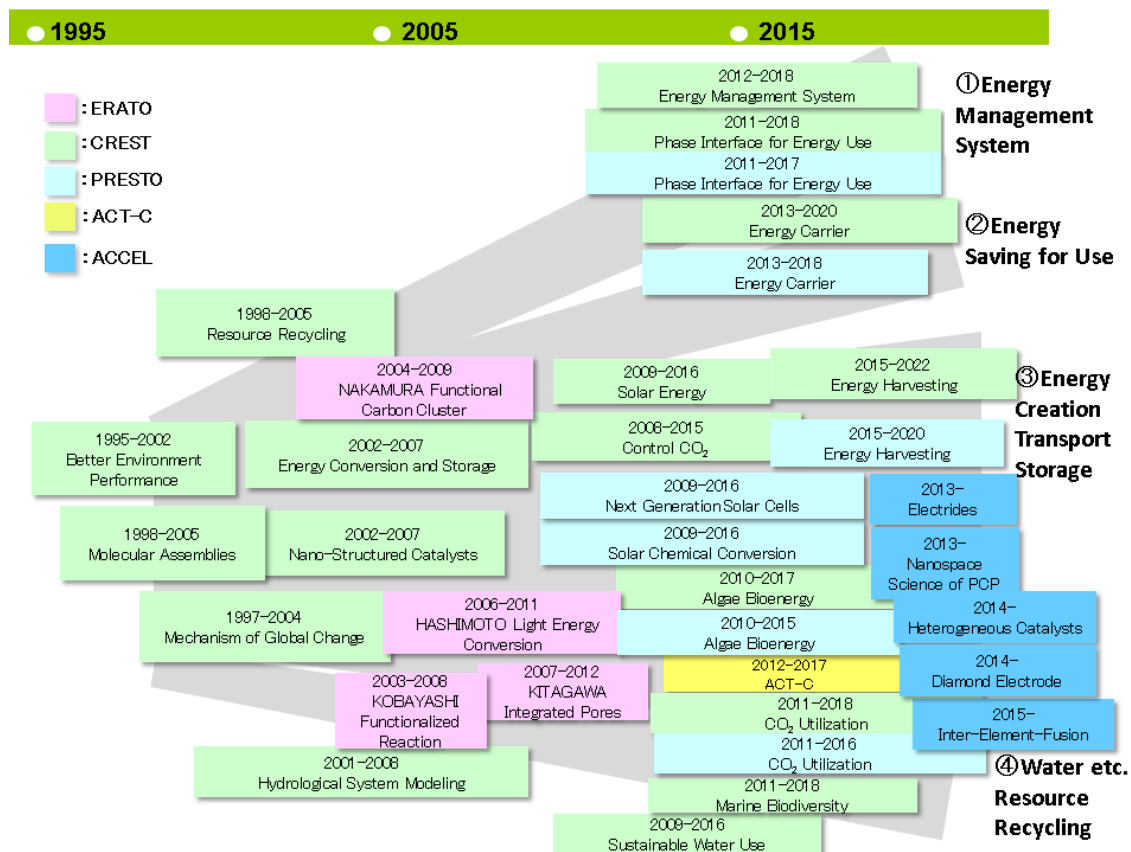 1995
2005
2015
: ERATO
: CREST
: PRESTO
: ACT-C
: ACCEL
2012-2018
Energy Management System
2011-2018
Phase Interface for Energy Use
2011-2017
Phase Interface for Energy Use
①Energy
Management
System
2013-2020
Energy Carrier
2013-2018
Energy Carrier
②Energy
Saving for Use
1998-2005
Resource Recycling
2004-2009
NAKAMURA Functional
Carbon Cluster
2009-2016
Solar Energy
2015-2022
Energy Harvesting
③Energy
Creation
Transport
Storage
1995-2002
Better Environment
Performance
2002-2007
Energy Conversion and Storage
2008-2015
Control CO₂
2015-2020
Energy Harvesting
2009-2016
Next Generation Solar Cells
2013-
Electrides
1998-2005
Molecular Assemblies
2002-2007
Nano-Structured Catalysts
2009-2016
Solar Chemical Conversion
2013-
Nanospace
Science of PCP
2010-2017
Algae Bioenergy
1997-2004
Mechanism of Global Change
2006-2011
HASHIMOTO Light Energy
Conversion
2010-2015
Algae Bioenergy
2014-
Heterogeneous Catalysts
2012-2017
ACT-C
2014-
Diamond Electrode
2003-2008
KOBAYASHI
Functionalized
Reaction
2007-2012
KITAGAWA
Integrated Pores
2011-2018
CO₂ Utilization
2015-
Inter-Element-Fusion
2011-2016
CO₂ Utilization
2001-2008
Hydrological System Modeling
2011-2018
Marine Biodiversity
2009-2016
Sustainable Water Use
④Water etc.
Resource
Recycling